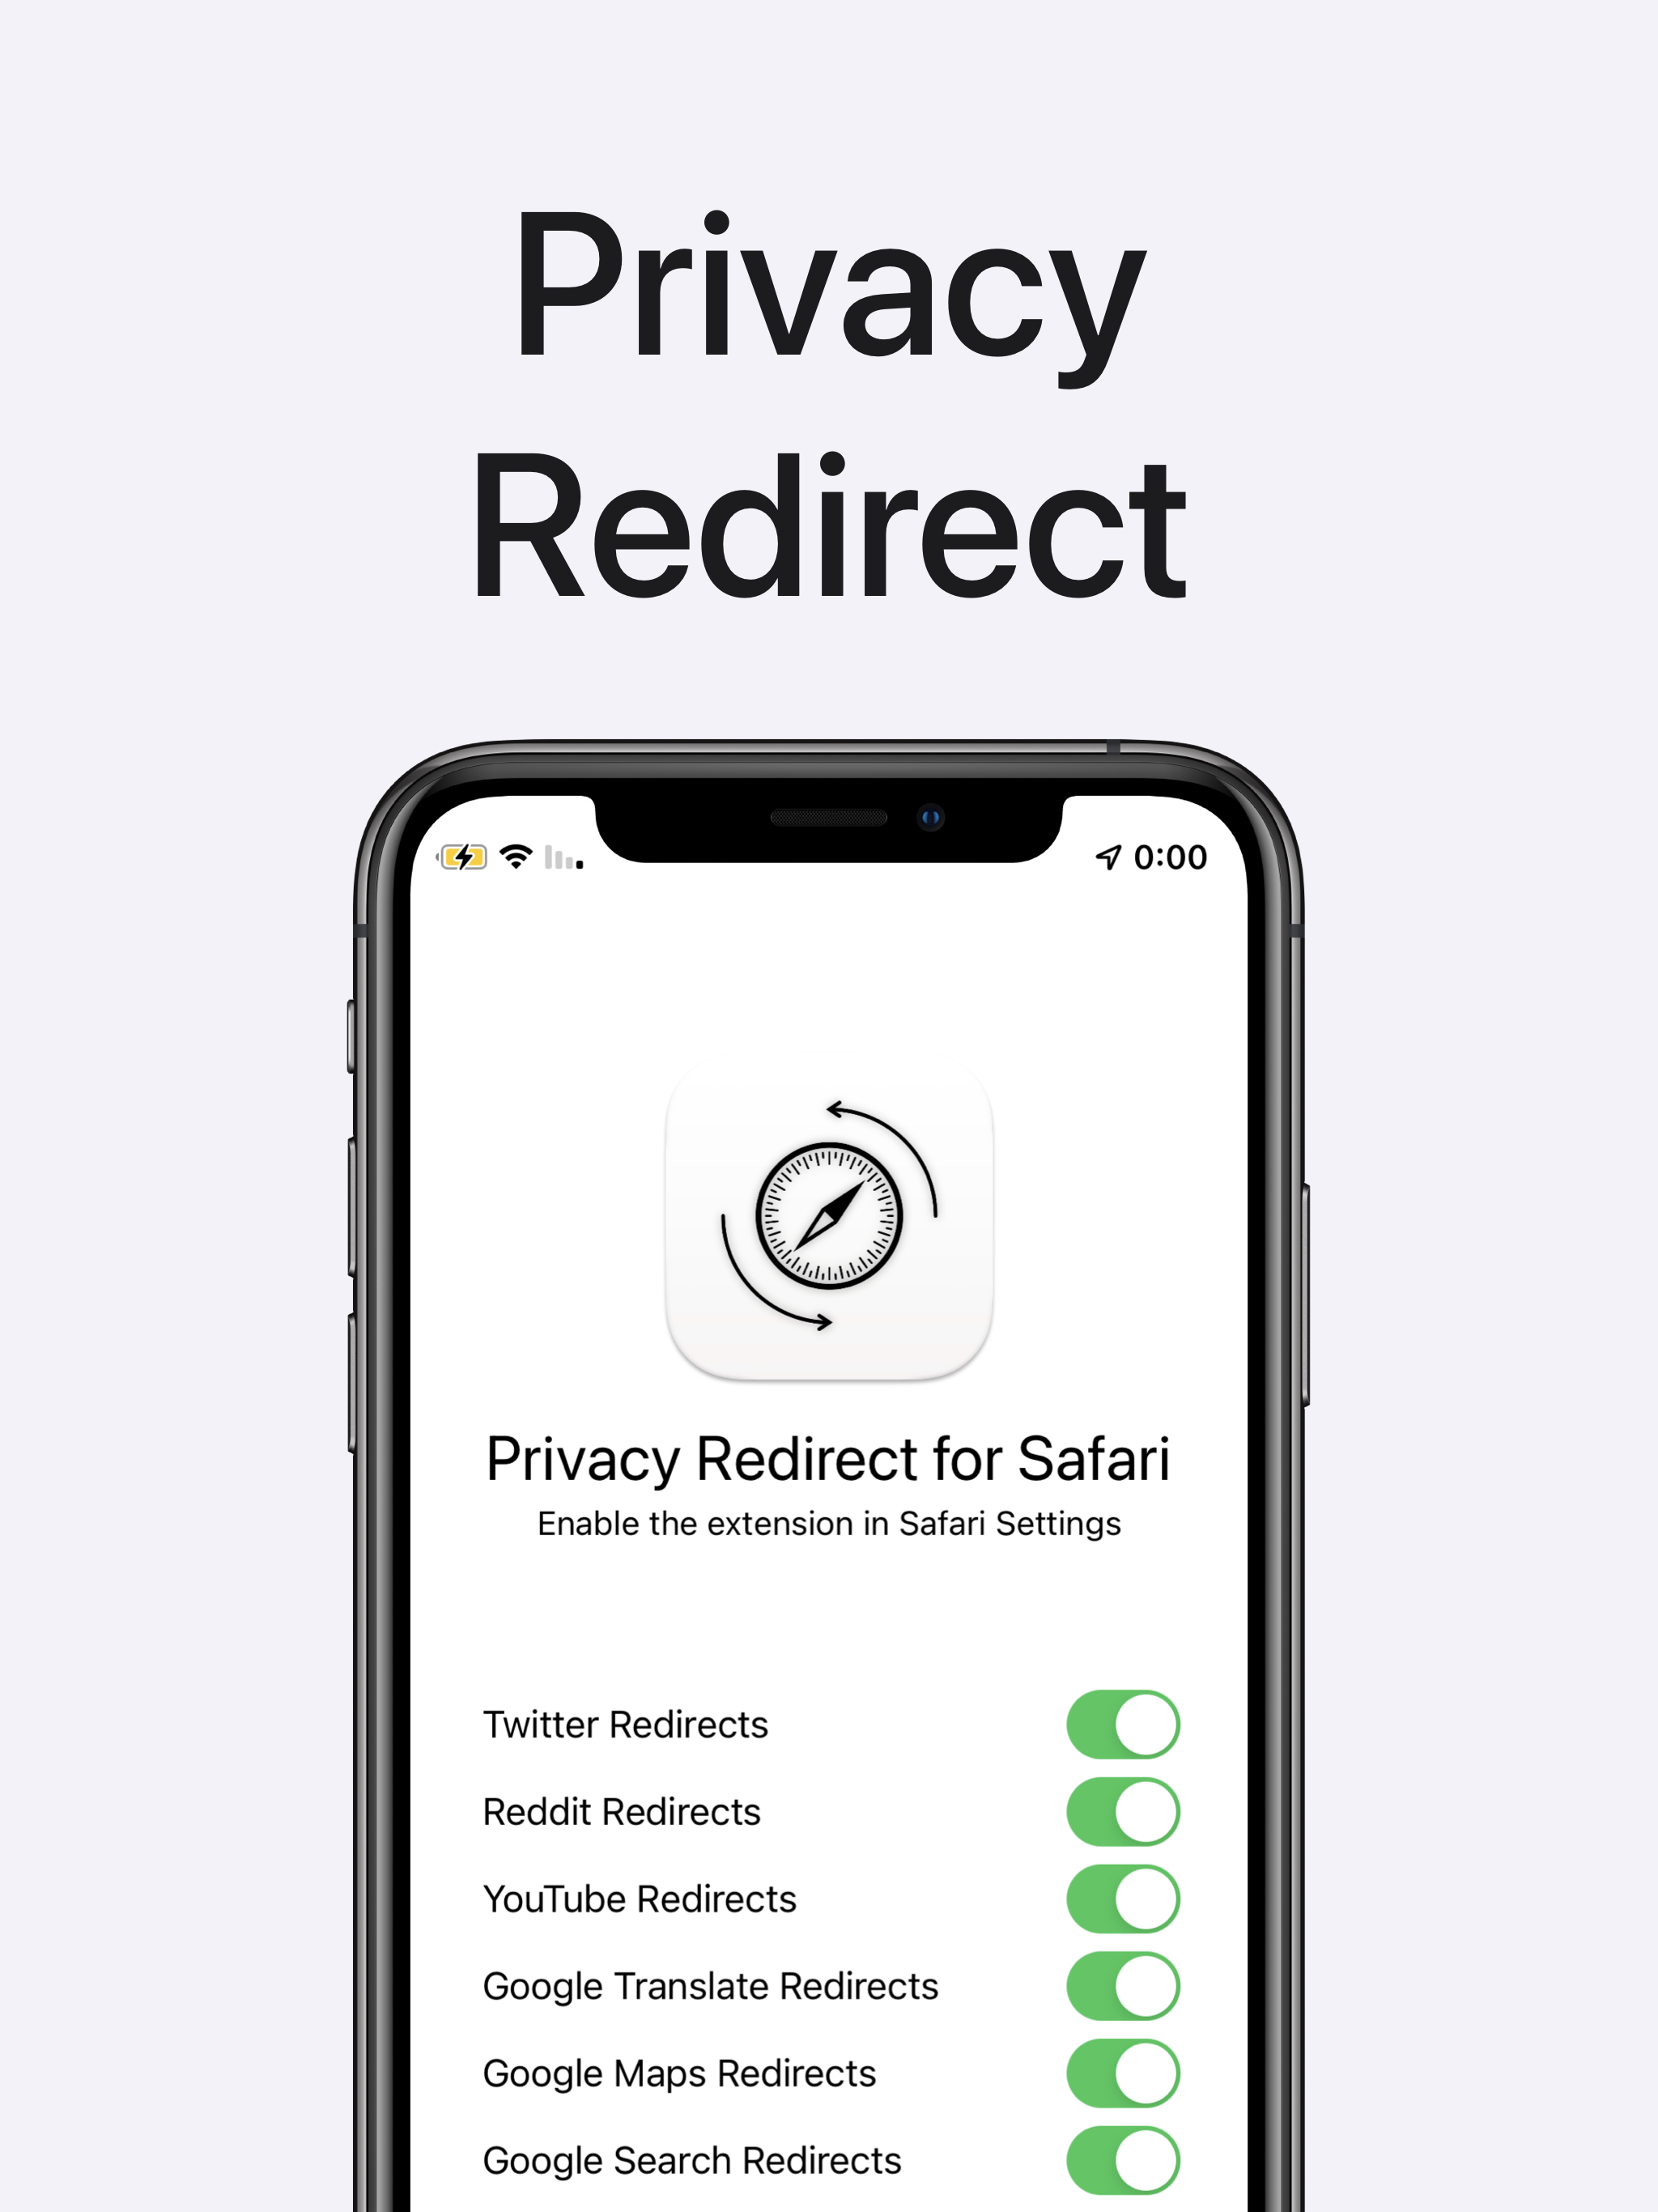 Privacy
Redirect
0:00
Privacy Redirect for Safari
Enable the extension in Safari Settings
Twitter Redirects
Reddit Redirects
YouTube Redirects
Google Translate Redirects
Google Maps Redirects
Google Search Redirects